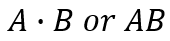 A · B or AB